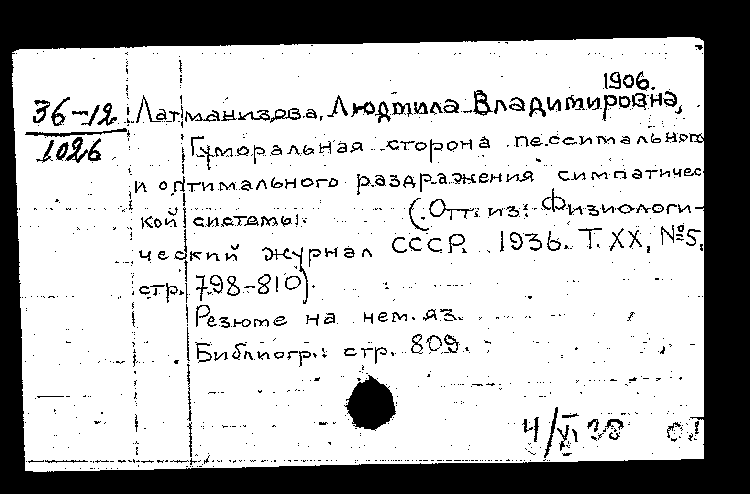 1906.
36-12 Латманизова, Людмила Владимировна,
1026 Гуморальная сторона пессимального
и оптимального раздражения симпатичес-
кой системы. (Отт. из: Физиологи-
ческий журнал СССР. 1936. Т. XX, №5,
стр. 798-810).
Резюме на нем. яз.
Библиогр.: стр. 809.
4/XI 38